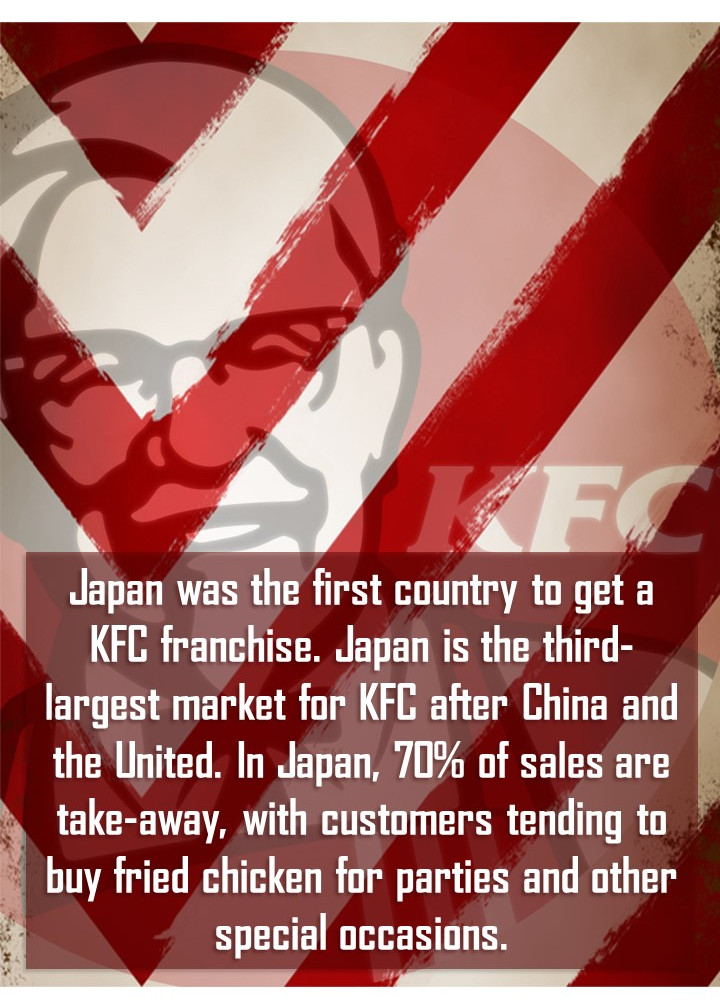 KFC
Japan was the first country to get a
KFC franchise. Japan is the third-
largest market for KFC after China and
the United. In Japan, 70% of sales are
take-away, with customers tending to
buy fried chicken for parties and other
special occasions.